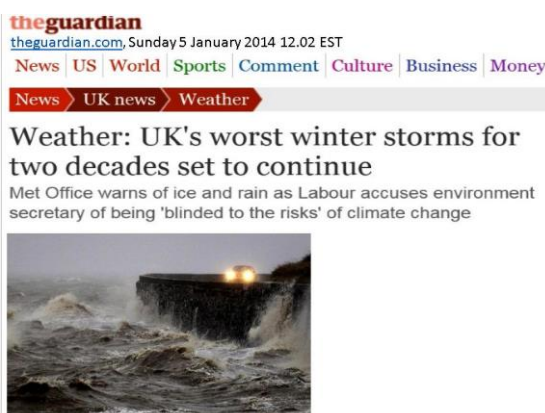 theguardian
theguardian.com, Sunday 5 January 2014 12.02 EST
News US World Sports Comment Culture Business Money
News UK news Weather
Weather: UK's worst winter storms for
two decades set to continue
Met Office warns of ice and rain as Labour accuses environment
secretary of being 'blinded to the risks' of climate change